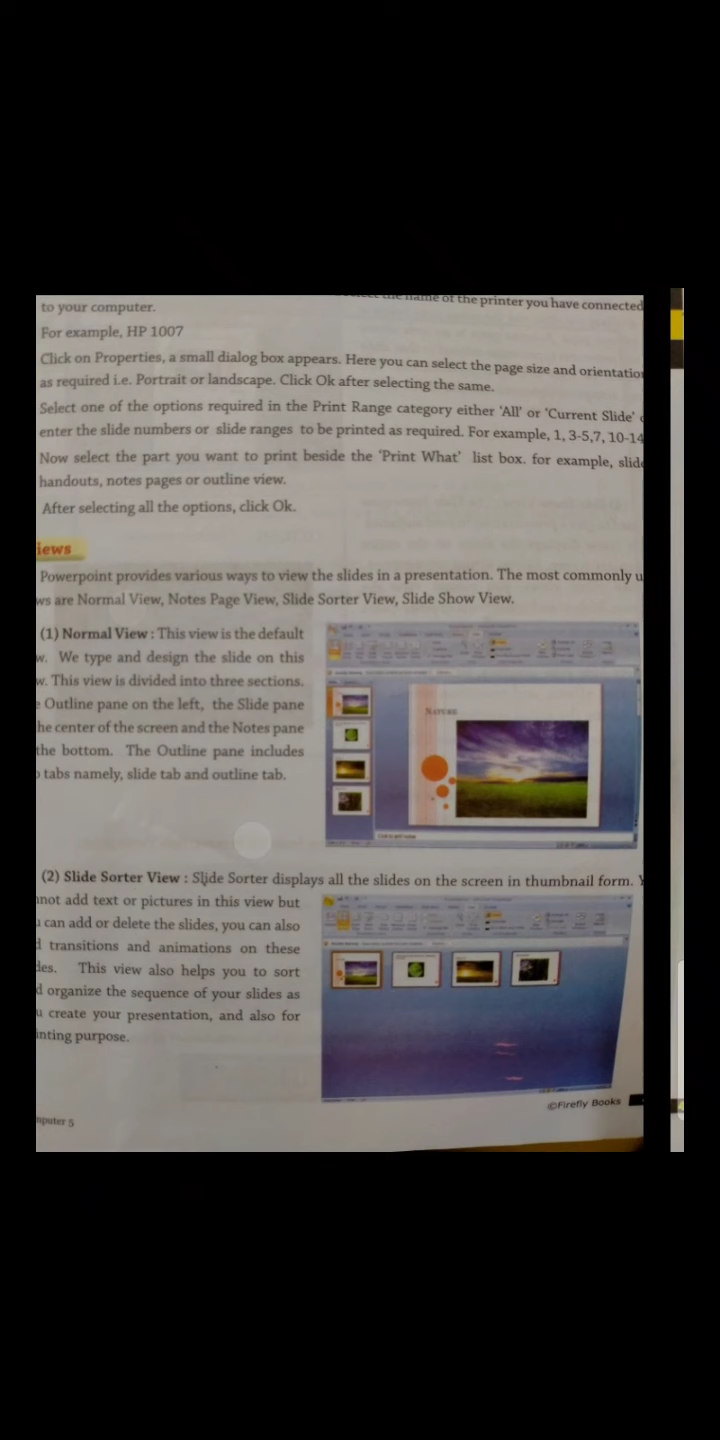 the name of the printer you have connected
to your computer.
For example, HP 1007
Click on Properties, a small dialog box appears. Here you can select the page size and orientation
as required i.e. Portrait or landscape. Click Ok after selecting the same.
Select one of the options required in the Print Range category either 'All' or 'Current Slide'
enter the slide numbers or slide ranges to be printed as required. For example, 1, 3-5,7, 10-14
Now select the part you want to print beside the 'Print What' list box. for example, slide
handouts, notes pages or outline view.
After selecting all the options, click Ok.
iews
Powerpoint provides various ways to view the slides in a presentation. The most commonly u
ws are Normal View, Notes Page View, Slide Sorter View, Slide Show View.
(1) Normal View : This view is the default
w. We type and design the slide on this
w. This view is divided into three sections.
Outline pane on the left, the Slide pane
he center of the screen and the Notes pane
the bottom. The Outline pane includes
tabs namely, slide tab and outline tab.
Nature
Click to add notes
(2) Slide Sorter View : Slide Sorter displays all the slides on the screen in thumbnail form.
nnot add text or pictures in this view but
can add or delete the slides, you can also
transitions and animations on these
des. This view also helps you to sort
d organize the sequence of your slides as
u create your presentation, and also for
inting purpose.
©Firefly Books
mputer 5